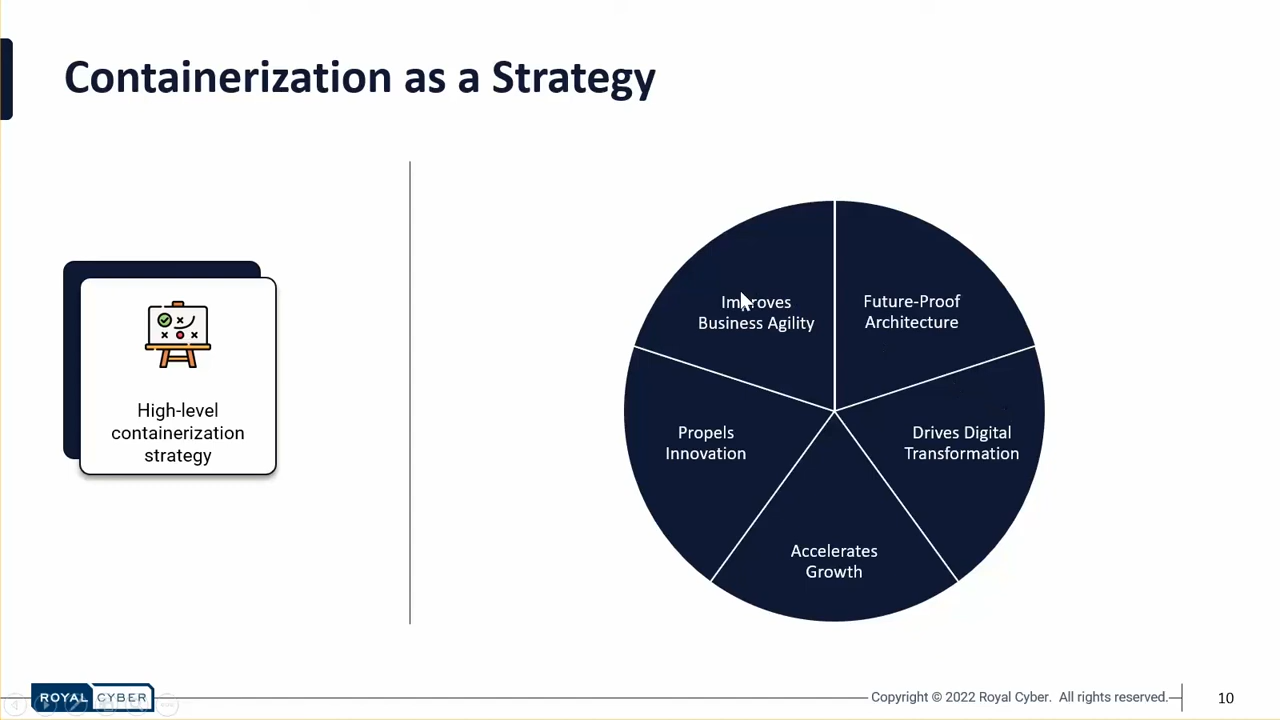 Containerization as a Strategy
High-level
containerization
strategy
Improves
Business Agility
Future-Proof
Architecture
Propels
Innovation
Drives Digital
Transformation
Accelerates
Growth
ROYAL CYBER
Copyright © 2022 Royal Cyber. All rights reserved.
10